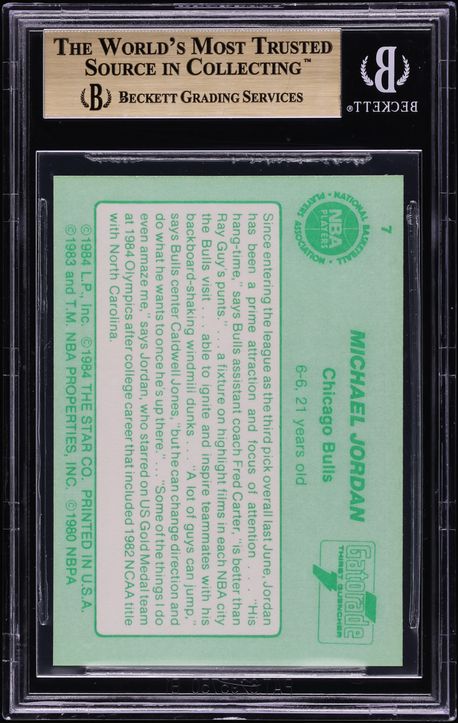 THE WORLD'S MOST TRUSTED
SOURCE IN COLLECTING™
B BECKETT GRADING SERVICES
B
BECKETT
7
NATIONAL BASKETBALL
PLAYERS
ASSOCIATION
NBA
PLAYERS
MICHAEL JORDAN
Chicago Bulls
6-6, 21 years old
Gatorade
THIRST QUENCHER
Since entering the league as the third pick overall last June, Jordan
has been a prime attraction and focus of attention . . . "His
hang-time," says Bulls assistant coach Fred Carter, "is better than
Ray Guy's punts." . . . a fixture on highlight films in each NBA city
the Bulls visit . . . able to ignite and inspire teammates with his
backboard-shaking windmill dunks . . . "A lot of guys can jump,"
says Bulls center Caldwell Jones, "but he can change direction and
do what he wants to once he's up there." . . . "Some of the things I do
even amaze me," says Jordan, who starred on US Gold Medal team
at 1984 Olympics after college career that included 1982 NCAA title
with North Carolina.
©1984 L.P., Inc. ©1984 THE STAR CO. PRINTED IN U.S.A.
©1983 and T.M. NBA PROPERTIES, INC. ©1980 NBPA